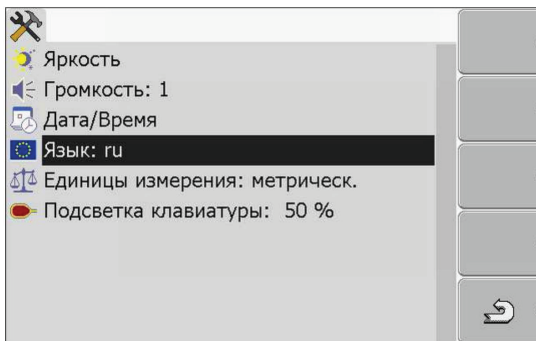 Яркость
Громкость: 1
Дата/Время
Язык: ru
Единицы измерения: метрическ.
Подсветка клавиатуры: 50 %